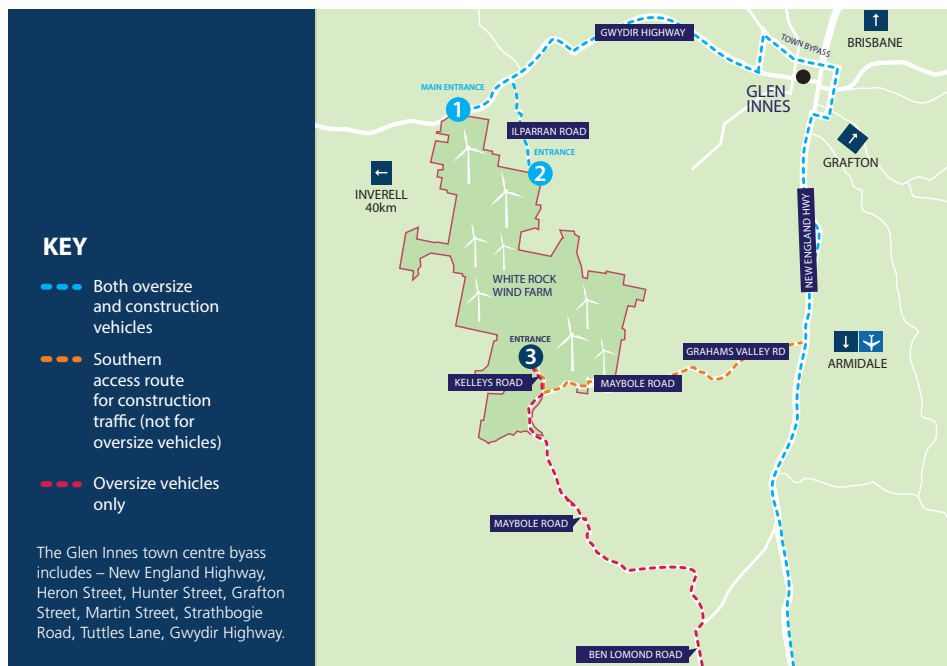 KEY
Both oversize
and construction
vehicles
Southern
access route
for construction
traffic (not for
oversize vehicles)
Oversize vehicles
only
The Glen Innes town centre byass
includes – New England Highway,
Heron Street, Hunter Street, Grafton
Street, Martin Street, Strathbogie
Road, Tuttles Lane, Gwydir Highway.
GWYDIR HIGHWAY
TOWN BYPASS
BRISBANE
MAIN ENTRANCE
1
GLEN
INNES
ILPARRAN ROAD
ENTRANCE
2
GRAFTON
INVERELL
40km
NEW ENGLAND HWY
WHITE ROCK
WIND FARM
ENTRANCE
3
GRAHAMS VALLEY RD
ARMIDALE
KELLEYS ROAD
MAYBOLE ROAD
MAYBOLE ROAD
BEN LOMOND ROAD